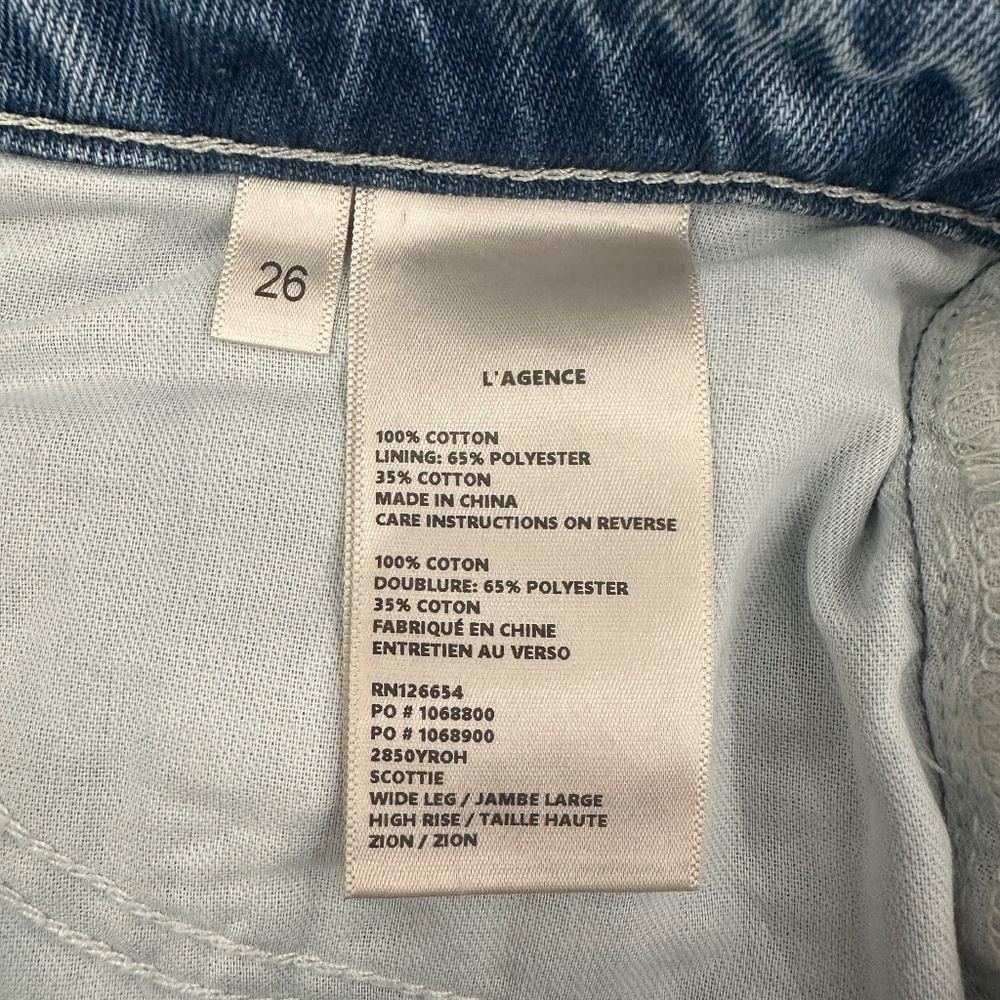 26
L'AGENCE
100% COTTON
LINING: 65% POLYESTER
35% COTTON
MADE IN CHINA
CARE INSTRUCTIONS ON REVERSE
100% COTON
DOUBLURE: 65% POLYESTER
35% COTON
FABRIQUÉ EN CHINE
ENTRETIEN AU VERSO
RN126654
PO # 1068800
PO # 1068900
2850YROH
SCOTTIE
WIDE LEG / JAMBE LARGE
HIGH RISE / TAILLE HAUTE
ZION / ZION